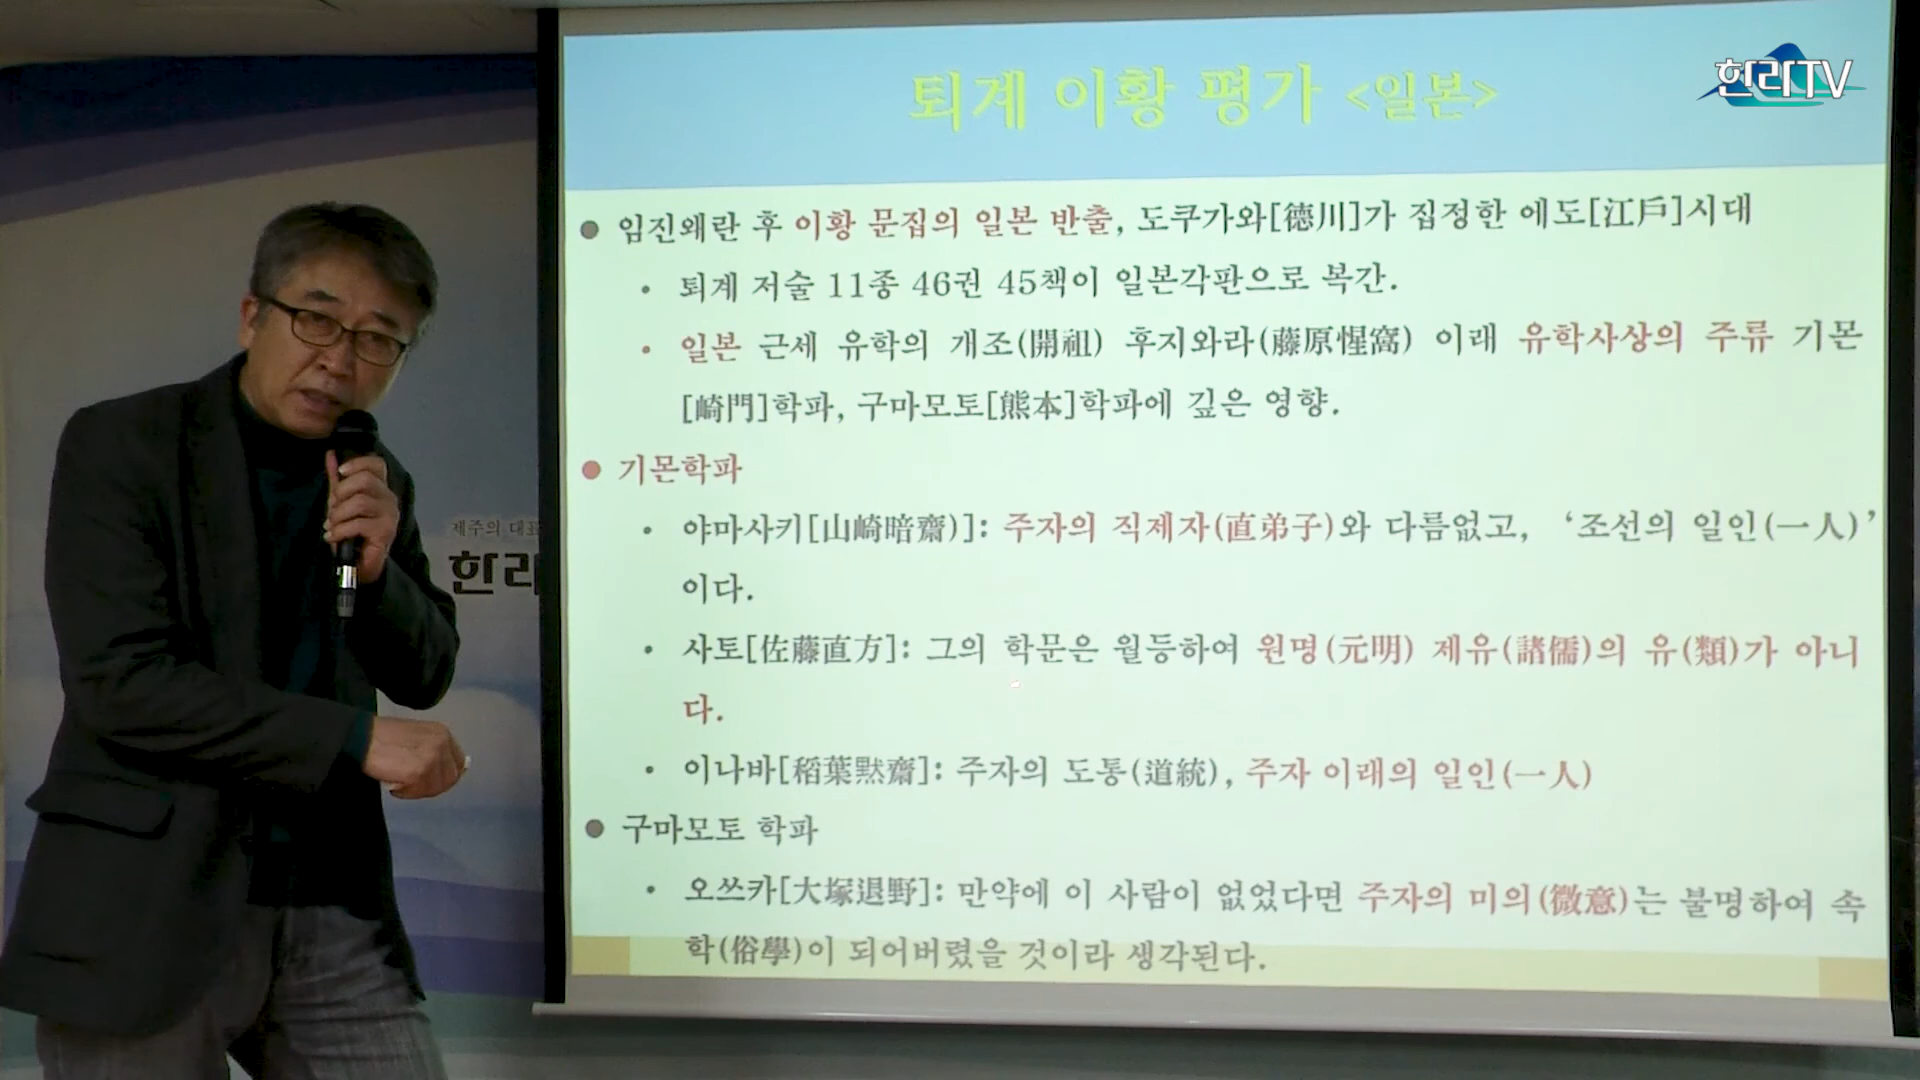 한라TV
퇴계 이황 평가 <일본>
● 임진왜란 후 이황 문집의 일본 반출, 도쿠가와[德川]가 집정한 에도[江戶]시대
• 퇴계 저술 11종 46권 45책이 일본각판으로 복간.
• 일본 근세 유학의 개조(開祖) 후지와라(藤原惺窩) 이래 유학사상의 주류 기몬
[崎門]학파, 구마모토[熊本]학파에 깊은 영향.
● 기몬학파
• 야마사키[山崎暗齋)]: 주자의 직제자(直弟子)와 다름없고, ‘조선의 일인(一人)’
이다.
• 사토[佐藤直方]: 그의 학문은 월등하여 원명(元明) 제유(諸儒)의 유(類)가 아니
다.
• 이나바[稻葉黙齋]: 주자의 도통(道統), 주자 이래의 일인(一人)
● 구마모토 학파
• 오쓰카[大塚退野]: 만약에 이 사람이 없었다면 주자의 미의(微意)는 불명하여 속
학(俗學)이 되어버렸을 것이라 생각된다.
제주의 대표
한라